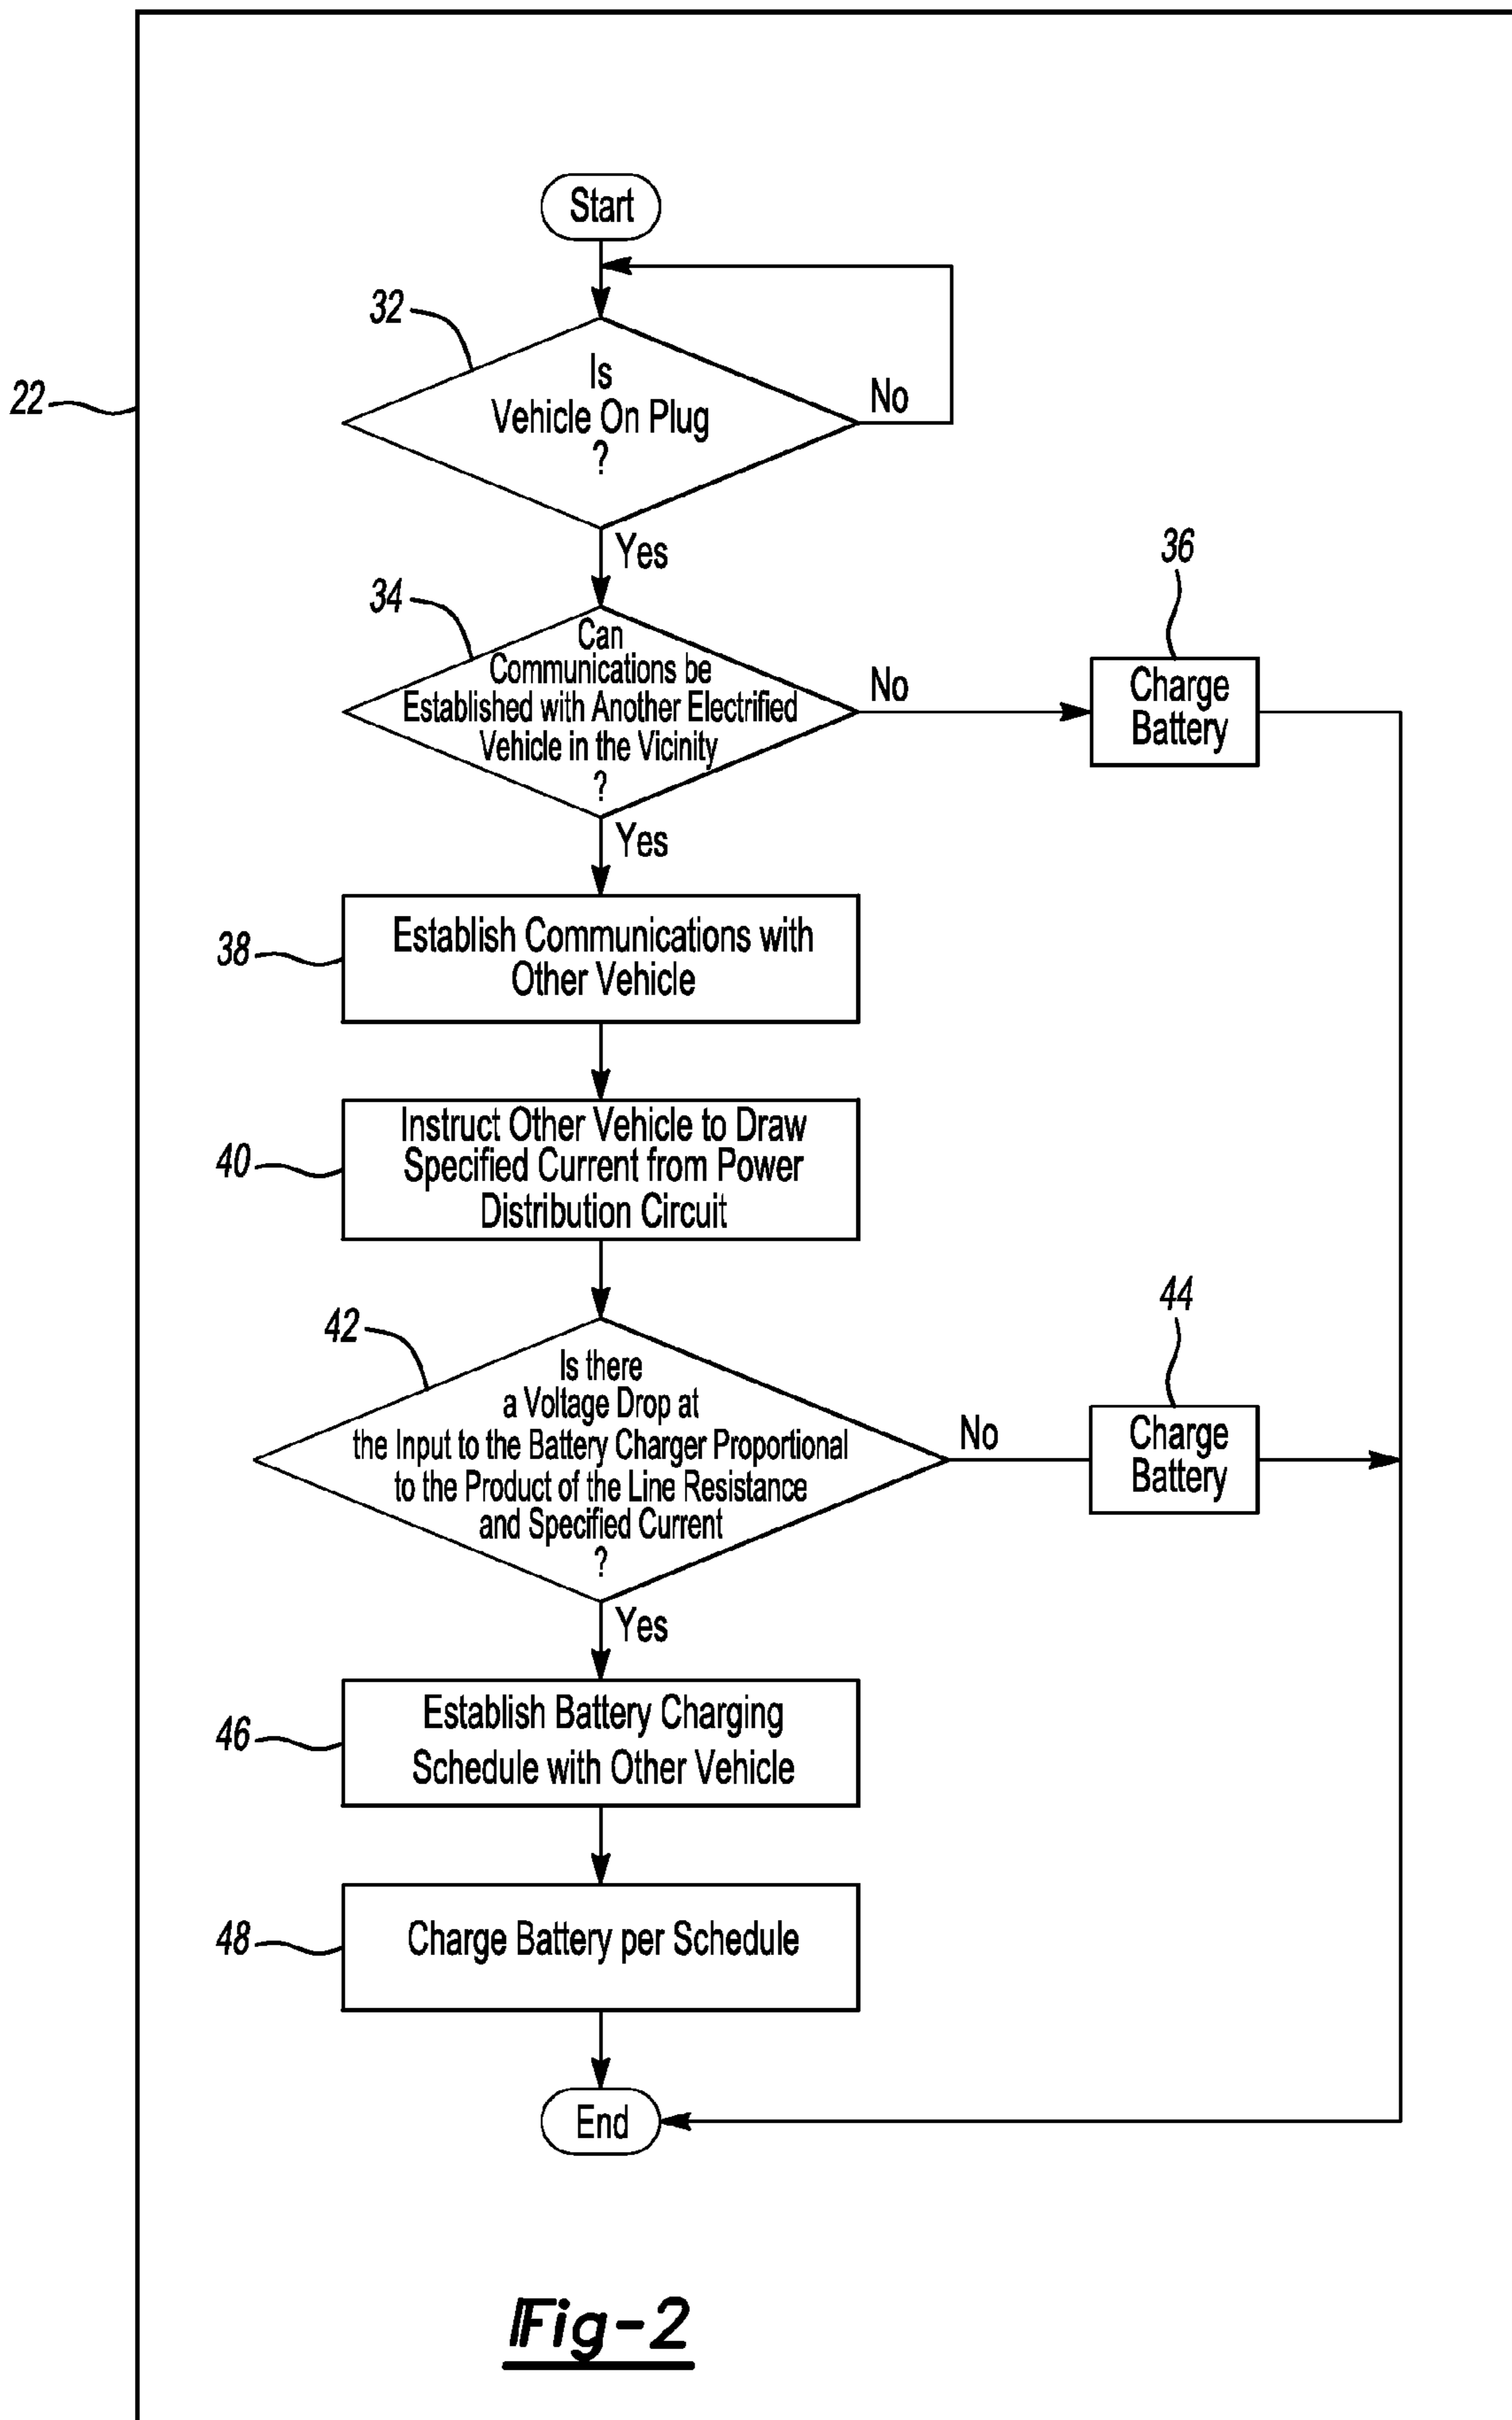 Start
32
Is
Vehicle On Plug
?
No
22
Yes
36
34
Can
Communications be
Established with Another Electrified
Vehicle in the Vicinity
?
No
Charge
Battery
Yes
38
Establish Communications with
Other Vehicle
40
Instruct Other Vehicle to Draw
Specified Current from Power
Distribution Circuit
44
42
Is there
a Voltage Drop at
the Input to the Battery Charger Proportional
to the Product of the Line Resistance
and Specified Current
?
No
Charge
Battery
Yes
46
Establish Battery Charging
Schedule with Other Vehicle
48
Charge Battery per Schedule
End
Fig-2